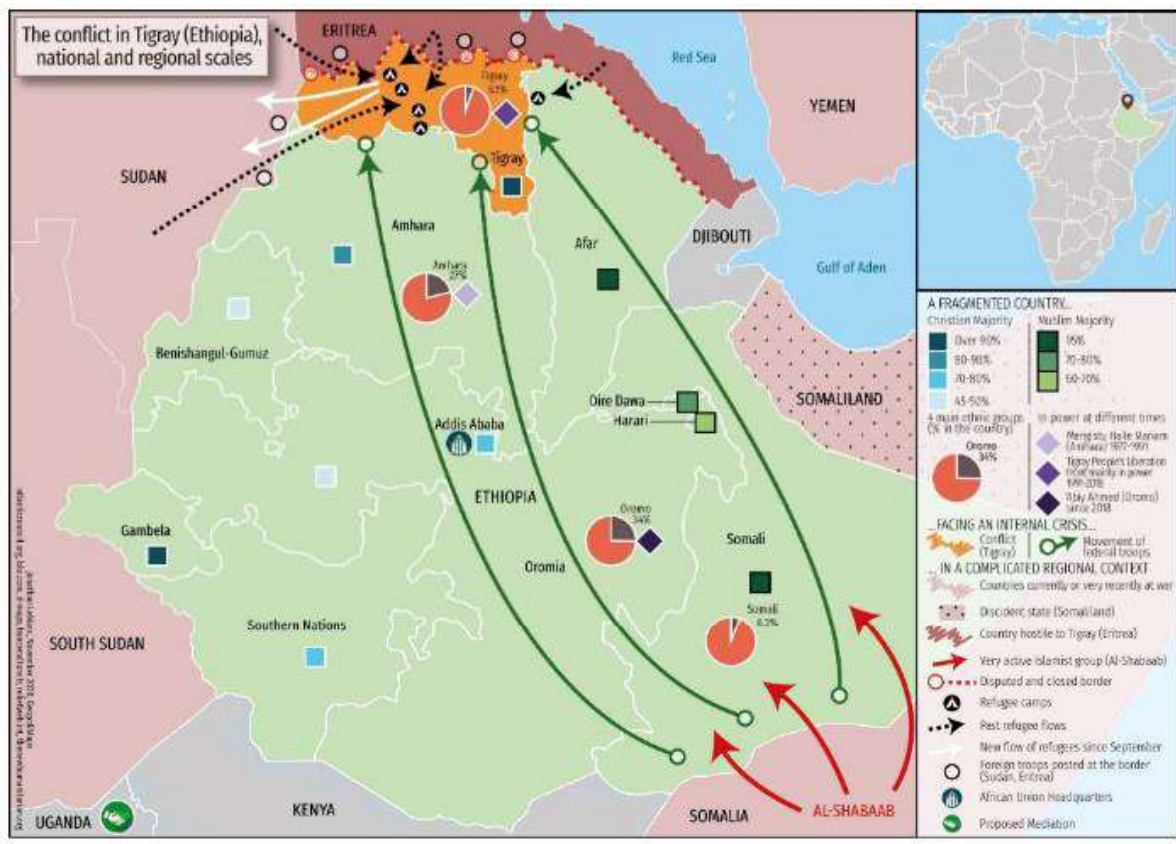 The conflict in Tigray (Ethiopia),
national and regional scales
ERITREA
Red Sea
YEMEN
SUDAN
Tigray
Tigray
Amhara
Afar
DJIBOUTI
Gulf of Aden
Amhara
27%
Benishangul-Gumuz
Dire Dawa
Harari
SOMALILAND
Addis Ababa
ETHIOPIA
Gambela
Oromo
34%
Oromia
Somali
Somali
6.2%
Southern Nations
SOUTH SUDAN
UGANDA
KENYA
SOMALIA
AL-SHABAAB
A FRAGMENTED COUNTRY...
Christian Majority
Over 90%
80-90%
70-80%
45-50%
Muslim Majority
95%
70-80%
60-70%
4 main ethnic groups
(% in the country)
Oromo
34%
In power at different times
Mengistu Haile Mariam
(Amhara) 1977-1991
Tigray People's Liberation
Front mainly in power
1991-2018
Abiy Ahmed (Oromo)
since 2018
...FACING AN INTERNAL CRISIS...
Conflict
(Tigray)
Movement of
federal troops
...IN A COMPLICATED REGIONAL CONTEXT
Countries currently or very recently at war
Discident state (Somaliland)
Country hostile to Tigray (Eritrea)
Very active islamist group (Al-Shabaab)
Disputed and closed border
Refugee camps
Past refugee flows
New flow of refugees since September
Foreign troops posted at the border
(Sudan, Eritrea)
African Union Headquarters
Proposed Mediation